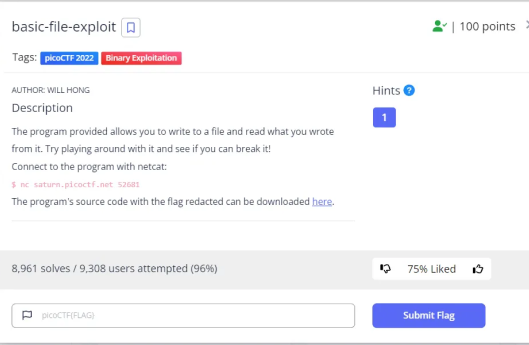 basic-file-exploit
| 100 points
Tags: picoCTF 2022 Binary Exploitation
AUTHOR: WILL HONG
Hints ?
Description
1
The program provided allows you to write to a file and read what you wrote
from it. Try playing around with it and see if you can break it!
Connect to the program with netcat:
$ nc saturn.picoctf.net 52681
The program's source code with the flag redacted can be downloaded here.
8,961 solves / 9,308 users attempted (96%)
75% Liked
picoCTF{FLAG}
Submit Flag